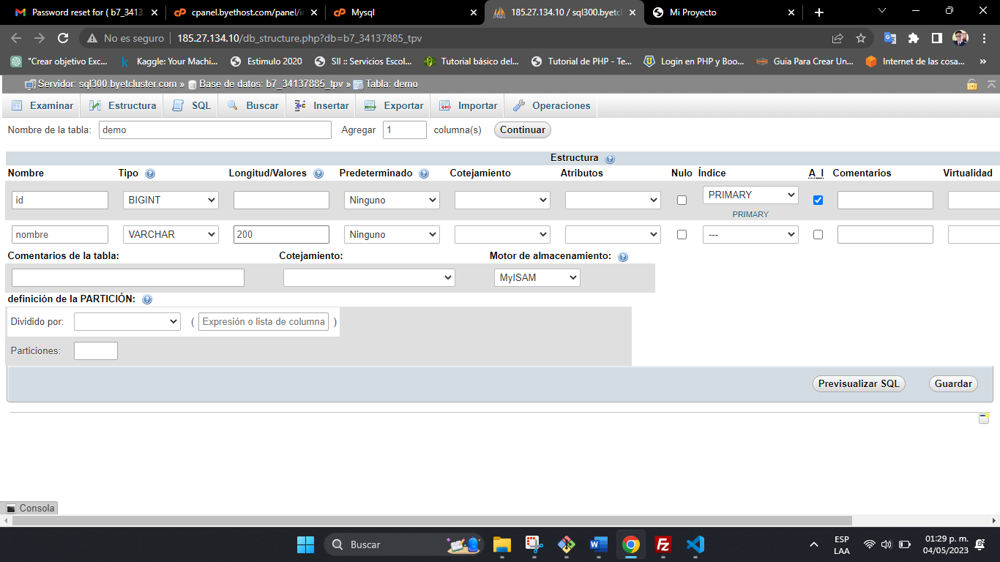 Password reset for ( b7_3413
cpanel.byethost.com/panel/in
Mysql
185.27.134.10 / sql300.byetcl
Mi Proyecto
No es seguro
185.27.134.10/db_structure.php?db=b7_34137885_tpv
"Crear objetivo Exc...
Kaggle: Your Machi...
Estimulo 2020
SII :: Servicios Escol...
Tutorial básico del...
Tutorial de PHP - Te...
Login en PHP y Boo...
Guia Para Crear Un...
Internet de las cosa...
»
Servidor: sql300.byetcluster.com » Base de datos: b7_34137885_tpv » Tabla: demo
Examinar
Estructura
SQL
Buscar
Insertar
Exportar
Importar
Operaciones
Nombre de la tabla: demo Agregar 1 columna(s) Continuar
Estructura
Nombre Tipo Longitud/Valores Predeterminado Cotejamiento Atributos Nulo Índice A_I Comentarios Virtualidad
id BIGINT Ninguno PRIMARY
PRIMARY
nombre VARCHAR 200 Ninguno ---
Comentarios de la tabla: Cotejamiento: Motor de almacenamiento:
MyISAM
definición de la PARTICIÓN:
Dividido por: ( Expresión o lista de columna )
Particiones:
Previsualizar SQL Guardar
Consola
Buscar
ESP
LAA
01:29 p. m.
04/05/2023